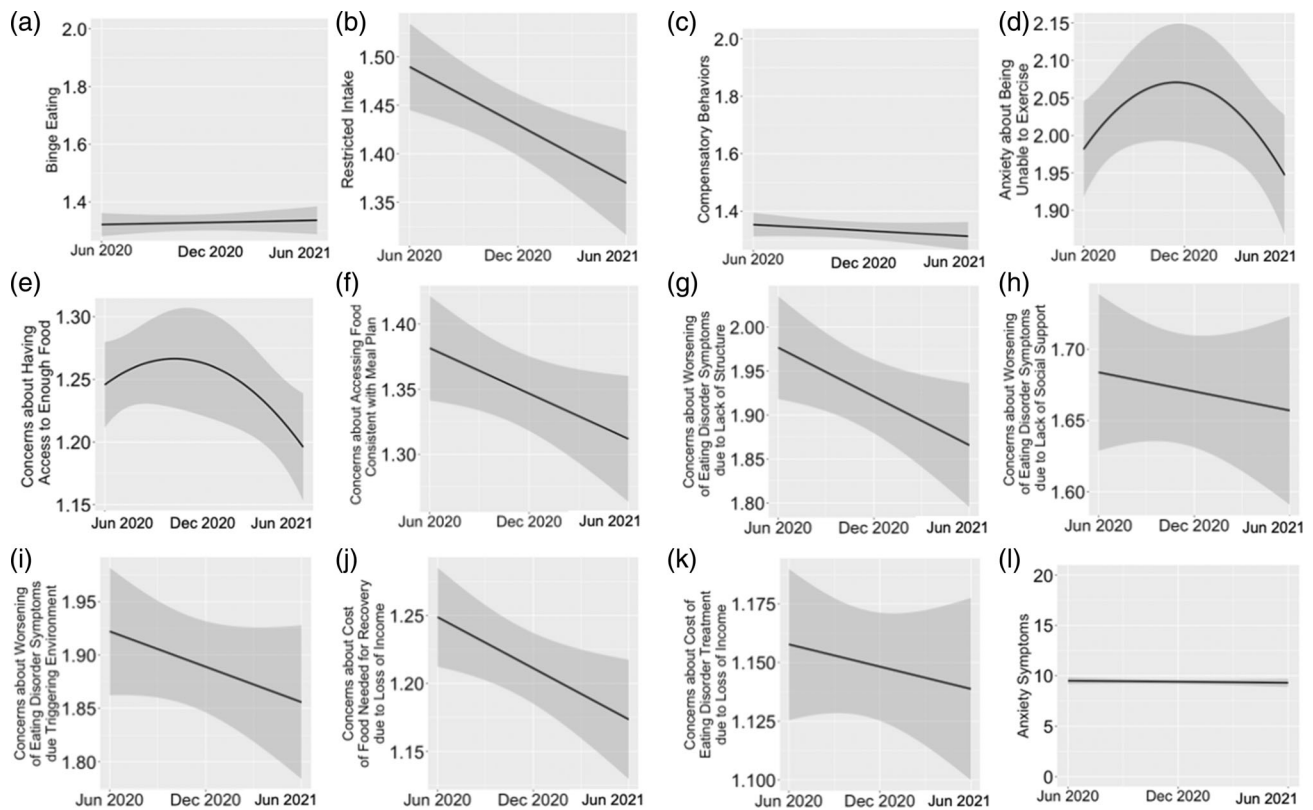 (a)
2.0
1.8
1.6
1.4
Binge Eating
Jun 2020 Dec 2020 Jun 2021
(b)
1.50
1.45
1.40
1.35
Restricted Intake
Jun 2020 Dec 2020 Jun 2021
(c)
2.0
1.8
1.6
1.4
Compensatory Behaviors
Jun 2020 Dec 2020 Jun 2021
(d)
2.15
2.10
2.05
2.00
1.95
1.90
Anxiety about Being
Unable to Exercise
Jun 2020 Dec 2020 Jun 2021
(e)
1.30
1.25
1.20
1.15
Concerns about Having
Access to Enough Food
Jun 2020 Dec 2020 Jun 2021
(f)
1.40
1.35
1.30
Concerns about Accessing Food
Consistent with Meal Plan
Jun 2020 Dec 2020 Jun 2021
(g)
2.00
1.95
1.90
1.85
1.80
Concerns about Worsening
of Eating Disorder Symptoms
due to Lack of Structure
Jun 2020 Dec 2020 Jun 2021
(h)
1.70
1.65
1.60
Concerns about Worsening
of Eating Disorder Symptoms
due to Lack of Social Support
Jun 2020 Dec 2020 Jun 2021
(i)
1.95
1.90
1.85
1.80
Concerns about Worsening
of Eating Disorder Symptoms
due Triggering Environment
Jun 2020 Dec 2020 Jun 2021
(j)
1.25
1.20
1.15
Concerns about Cost
of Food Needed for Recovery
due to Loss of Income
Jun 2020 Dec 2020 Jun 2021
(k)
1.175
1.150
1.125
1.100
Concerns about Cost of
Eating Disorder Treatment
due to Loss of Income
Jun 2020 Dec 2020 Jun 2021
(l)
20
15
10
5
0
Anxiety Symptoms
Jun 2020 Dec 2020 Jun 2021